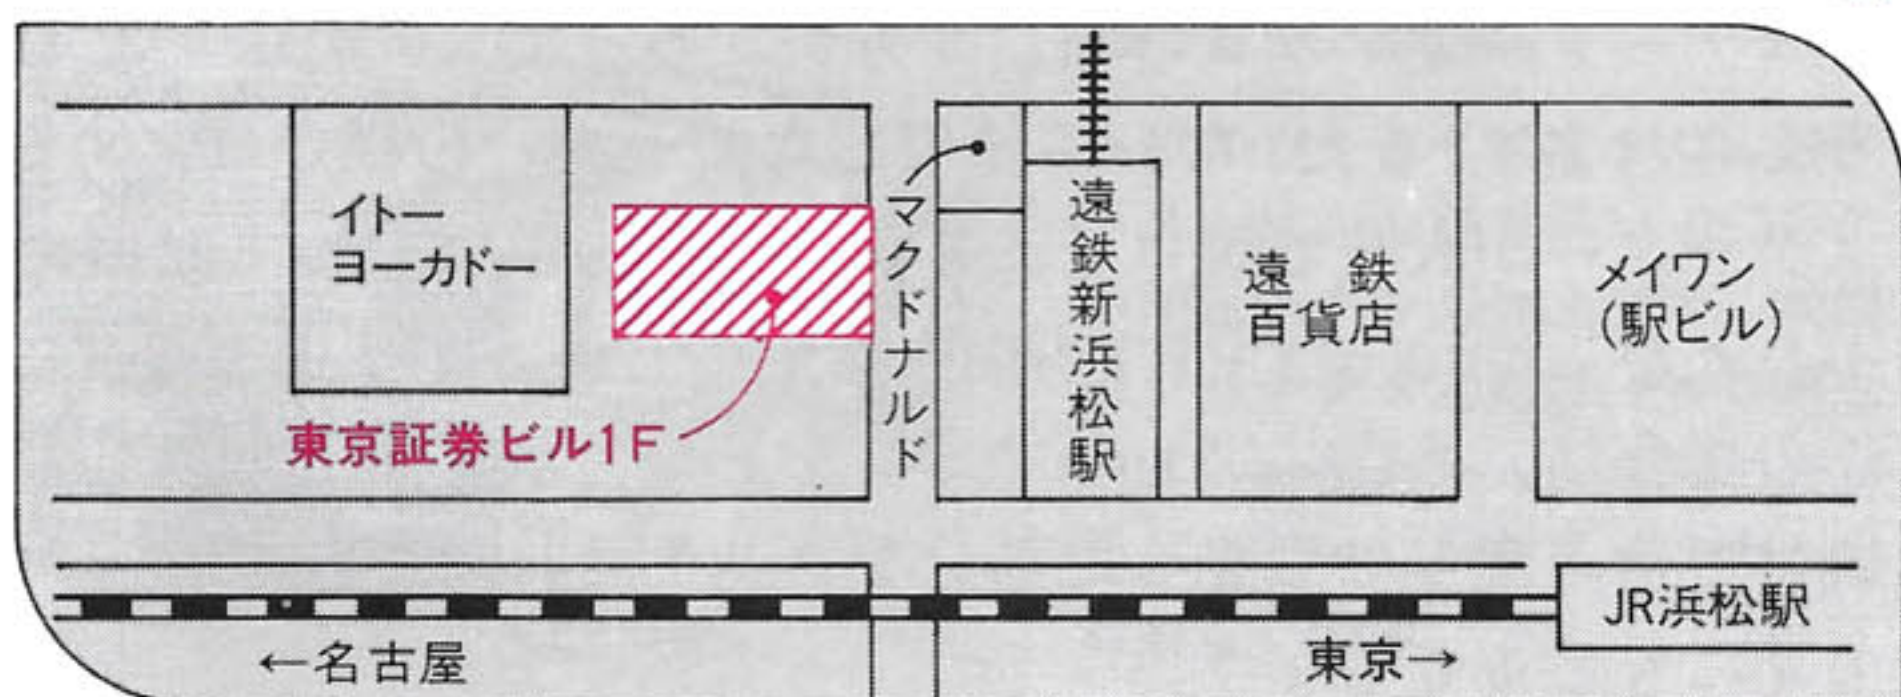 イトー
ヨーカドー
東京証券ビル1F
マクドナルド
遠鉄新浜松駅
遠鉄
百貨店
メイワン
(駅ビル)
JR浜松駅
←名古屋
東京→